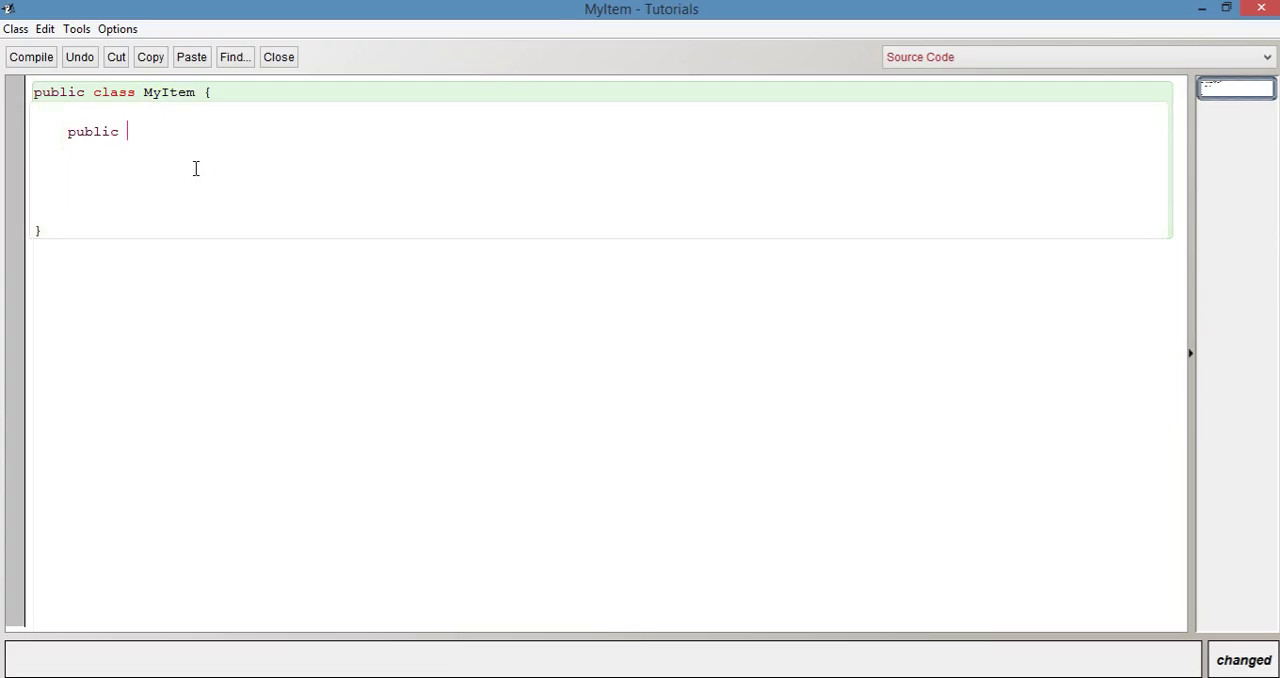 MyItem - Tutorials
Class Edit Tools Options
Compile Undo Cut Copy Paste Find... Close Source Code
public class MyItem {
public
}
changed